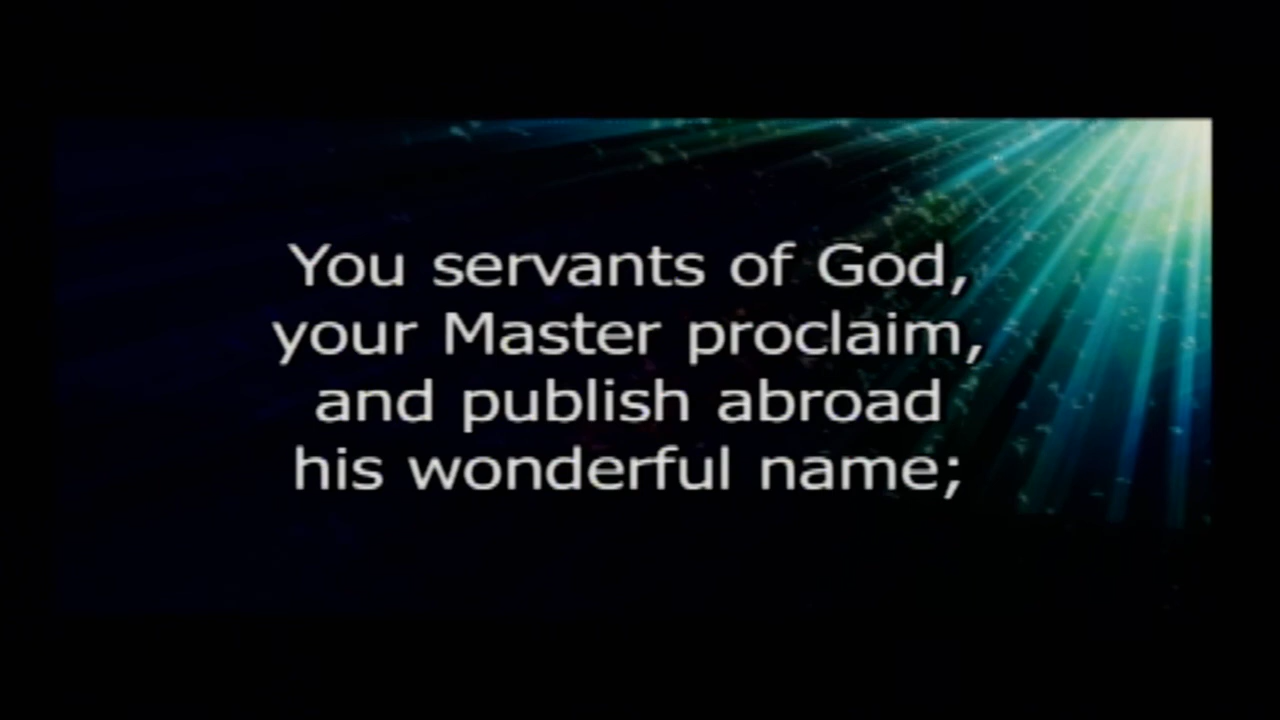 You servants of God,
your Master proclaim,
and publish abroad
his wonderful name;